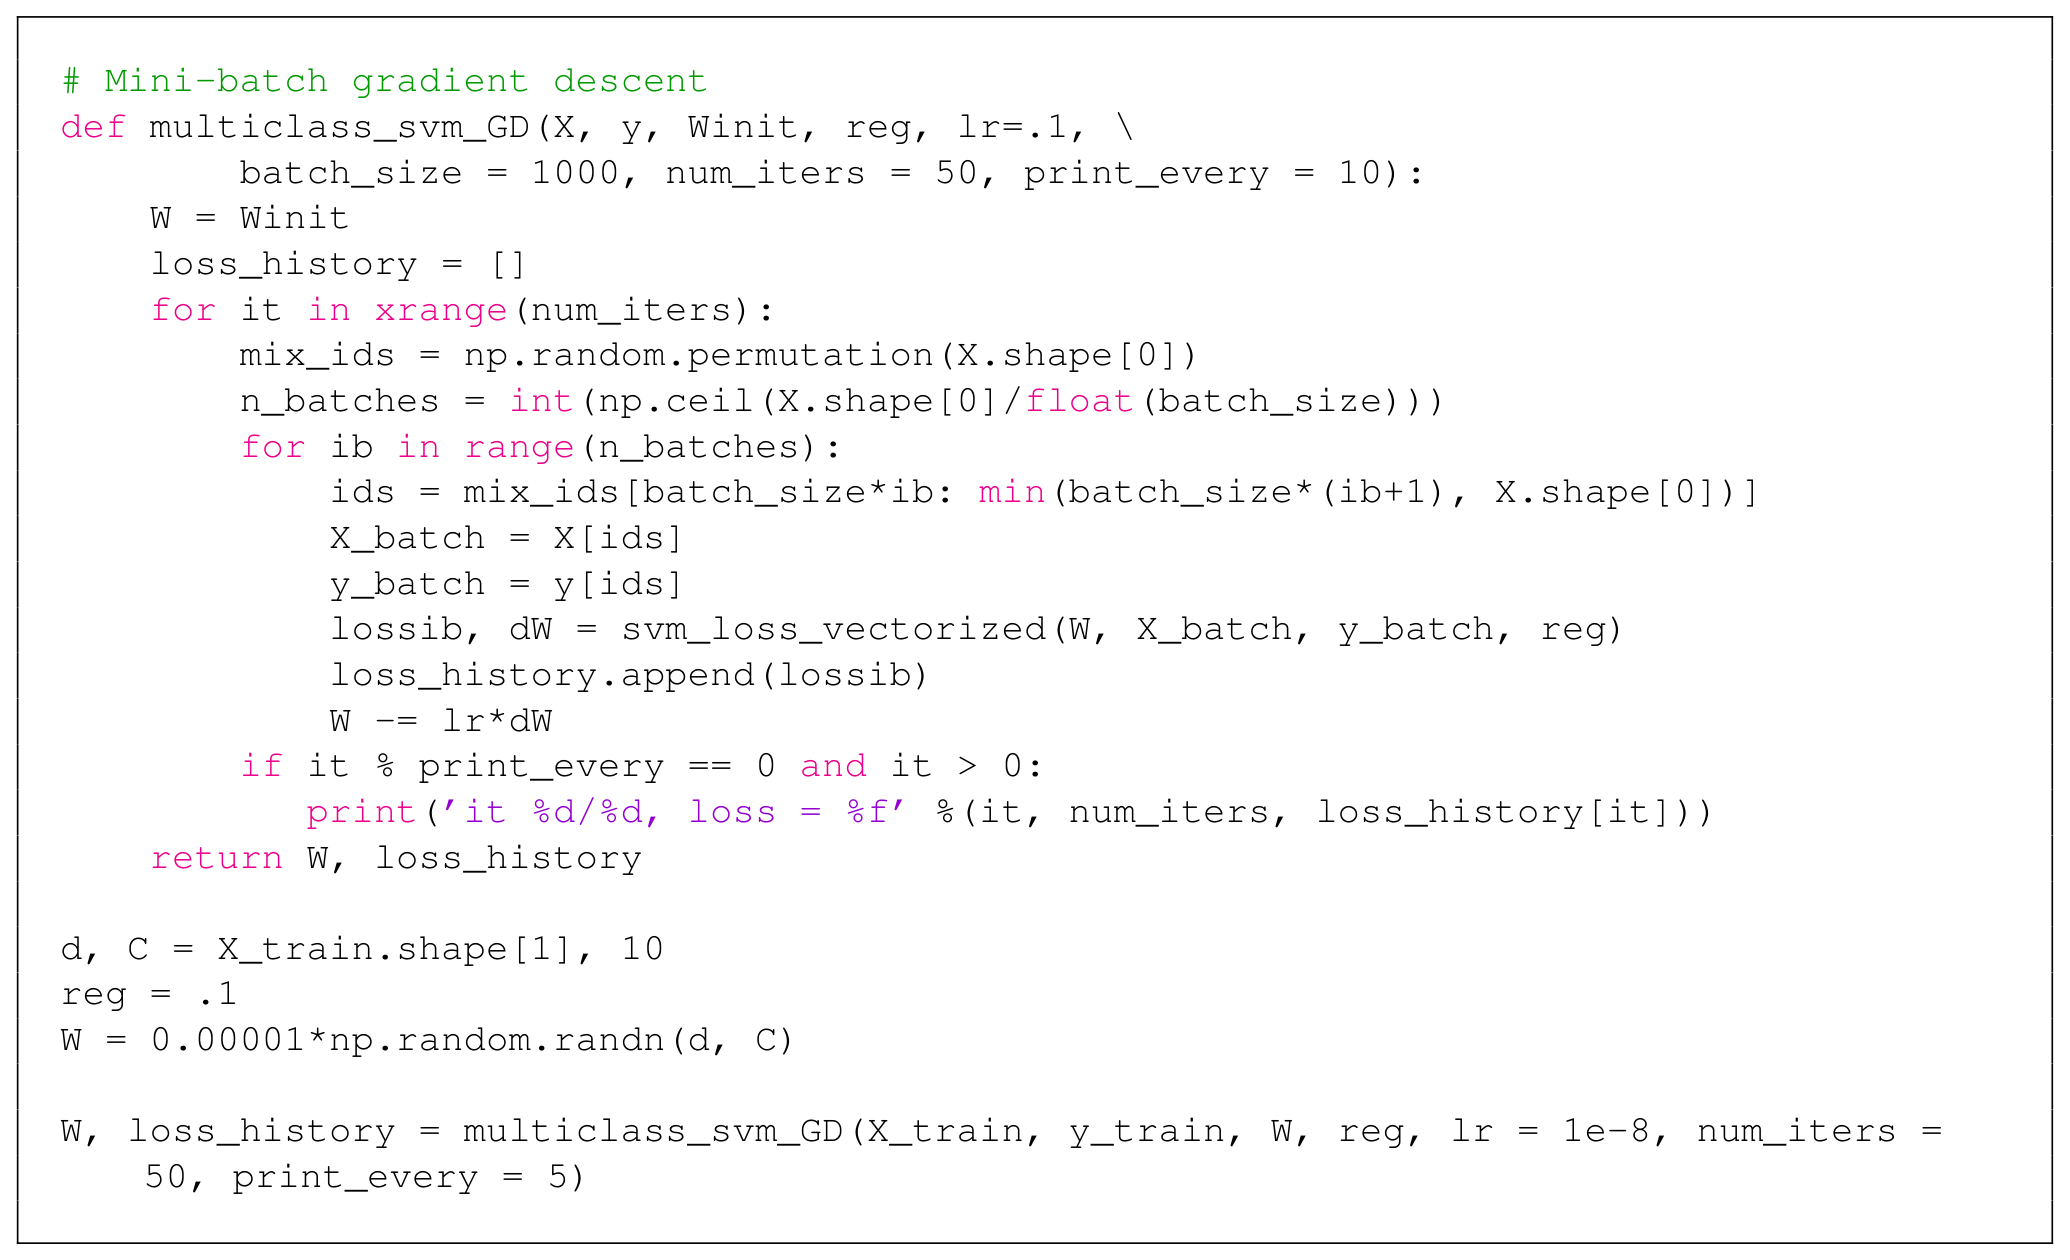 # Mini-batch gradient descent
def multiclass_svm_GD(X, y, Winit, reg, lr=.1, \
        batch_size = 1000, num_iters = 50, print_every = 10):
    W = Winit
    loss_history = []
    for it in xrange(num_iters):
        mix_ids = np.random.permutation(X.shape[0])
        n_batches = int(np.ceil(X.shape[0]/float(batch_size)))
        for ib in range(n_batches):
            ids = mix_ids[batch_size*ib: min(batch_size*(ib+1), X.shape[0])]
            X_batch = X[ids]
            y_batch = y[ids]
            lossib, dW = svm_loss_vectorized(W, X_batch, y_batch, reg)
            loss_history.append(lossib)
            W -= lr*dW
        if it % print_every == 0 and it > 0:
           print('it %d/%d, loss = %f' %(it, num_iters, loss_history[it]))
    return W, loss_history

d, C = X_train.shape[1], 10
reg = .1
W = 0.00001*np.random.randn(d, C)

W, loss_history = multiclass_svm_GD(X_train, y_train, W, reg, lr = 1e-8, num_iters =
    50, print_every = 5)